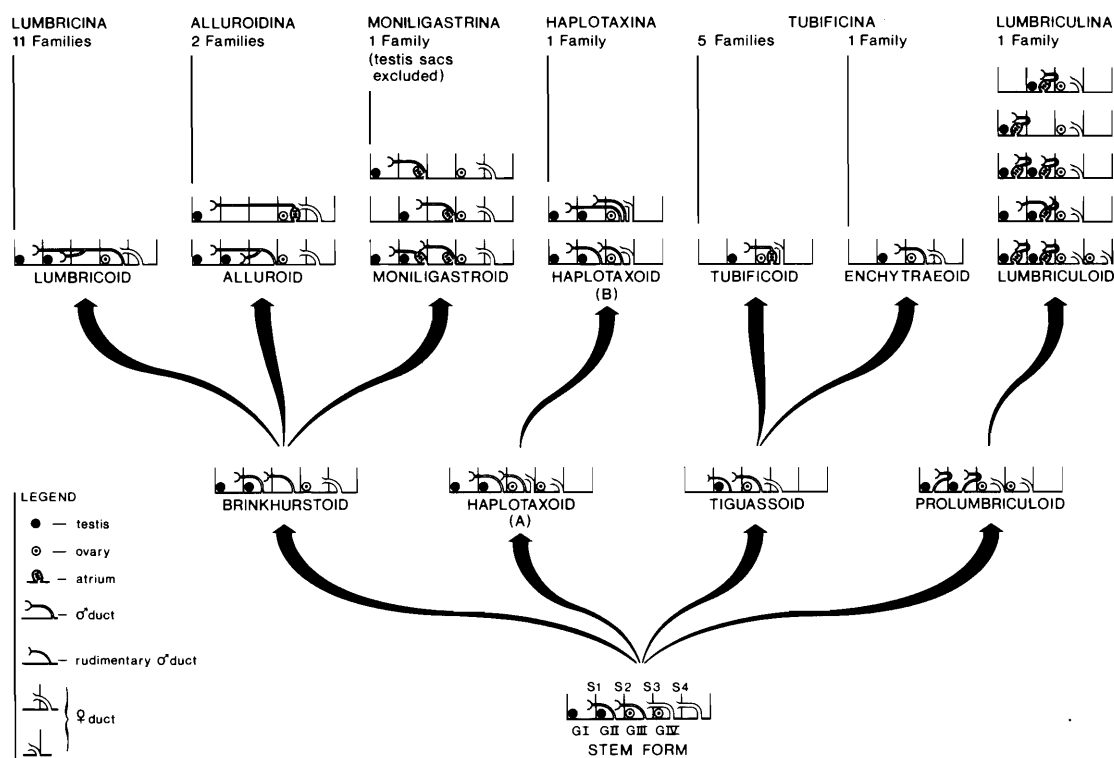 LUMBRICINA
11 Families
ALLUROIDINA
2 Families
MONILIGASTRINA
1 Family
(testis sacs
excluded)
HAPLOTAXINA
1 Family
TUBIFICINA
5 Families
1 Family
LUMBRICULINA
1 Family
LUMBRICOID
ALLUROID
MONILIGASTROID
HAPLOTAXOID
(B)
TUBIFICOID
ENCHYTRAEOID
LUMBRICULOID
BRINKHURSTOID
HAPLOTAXOID
(A)
TIGUASSOID
PROLUMBRICULOID
LEGEND
— testis
— ovary
— atrium
— ♂duct
— rudimentary ♂duct
♀duct
S1 S2 S3 S4
GI GII GIII GIV
STEM FORM